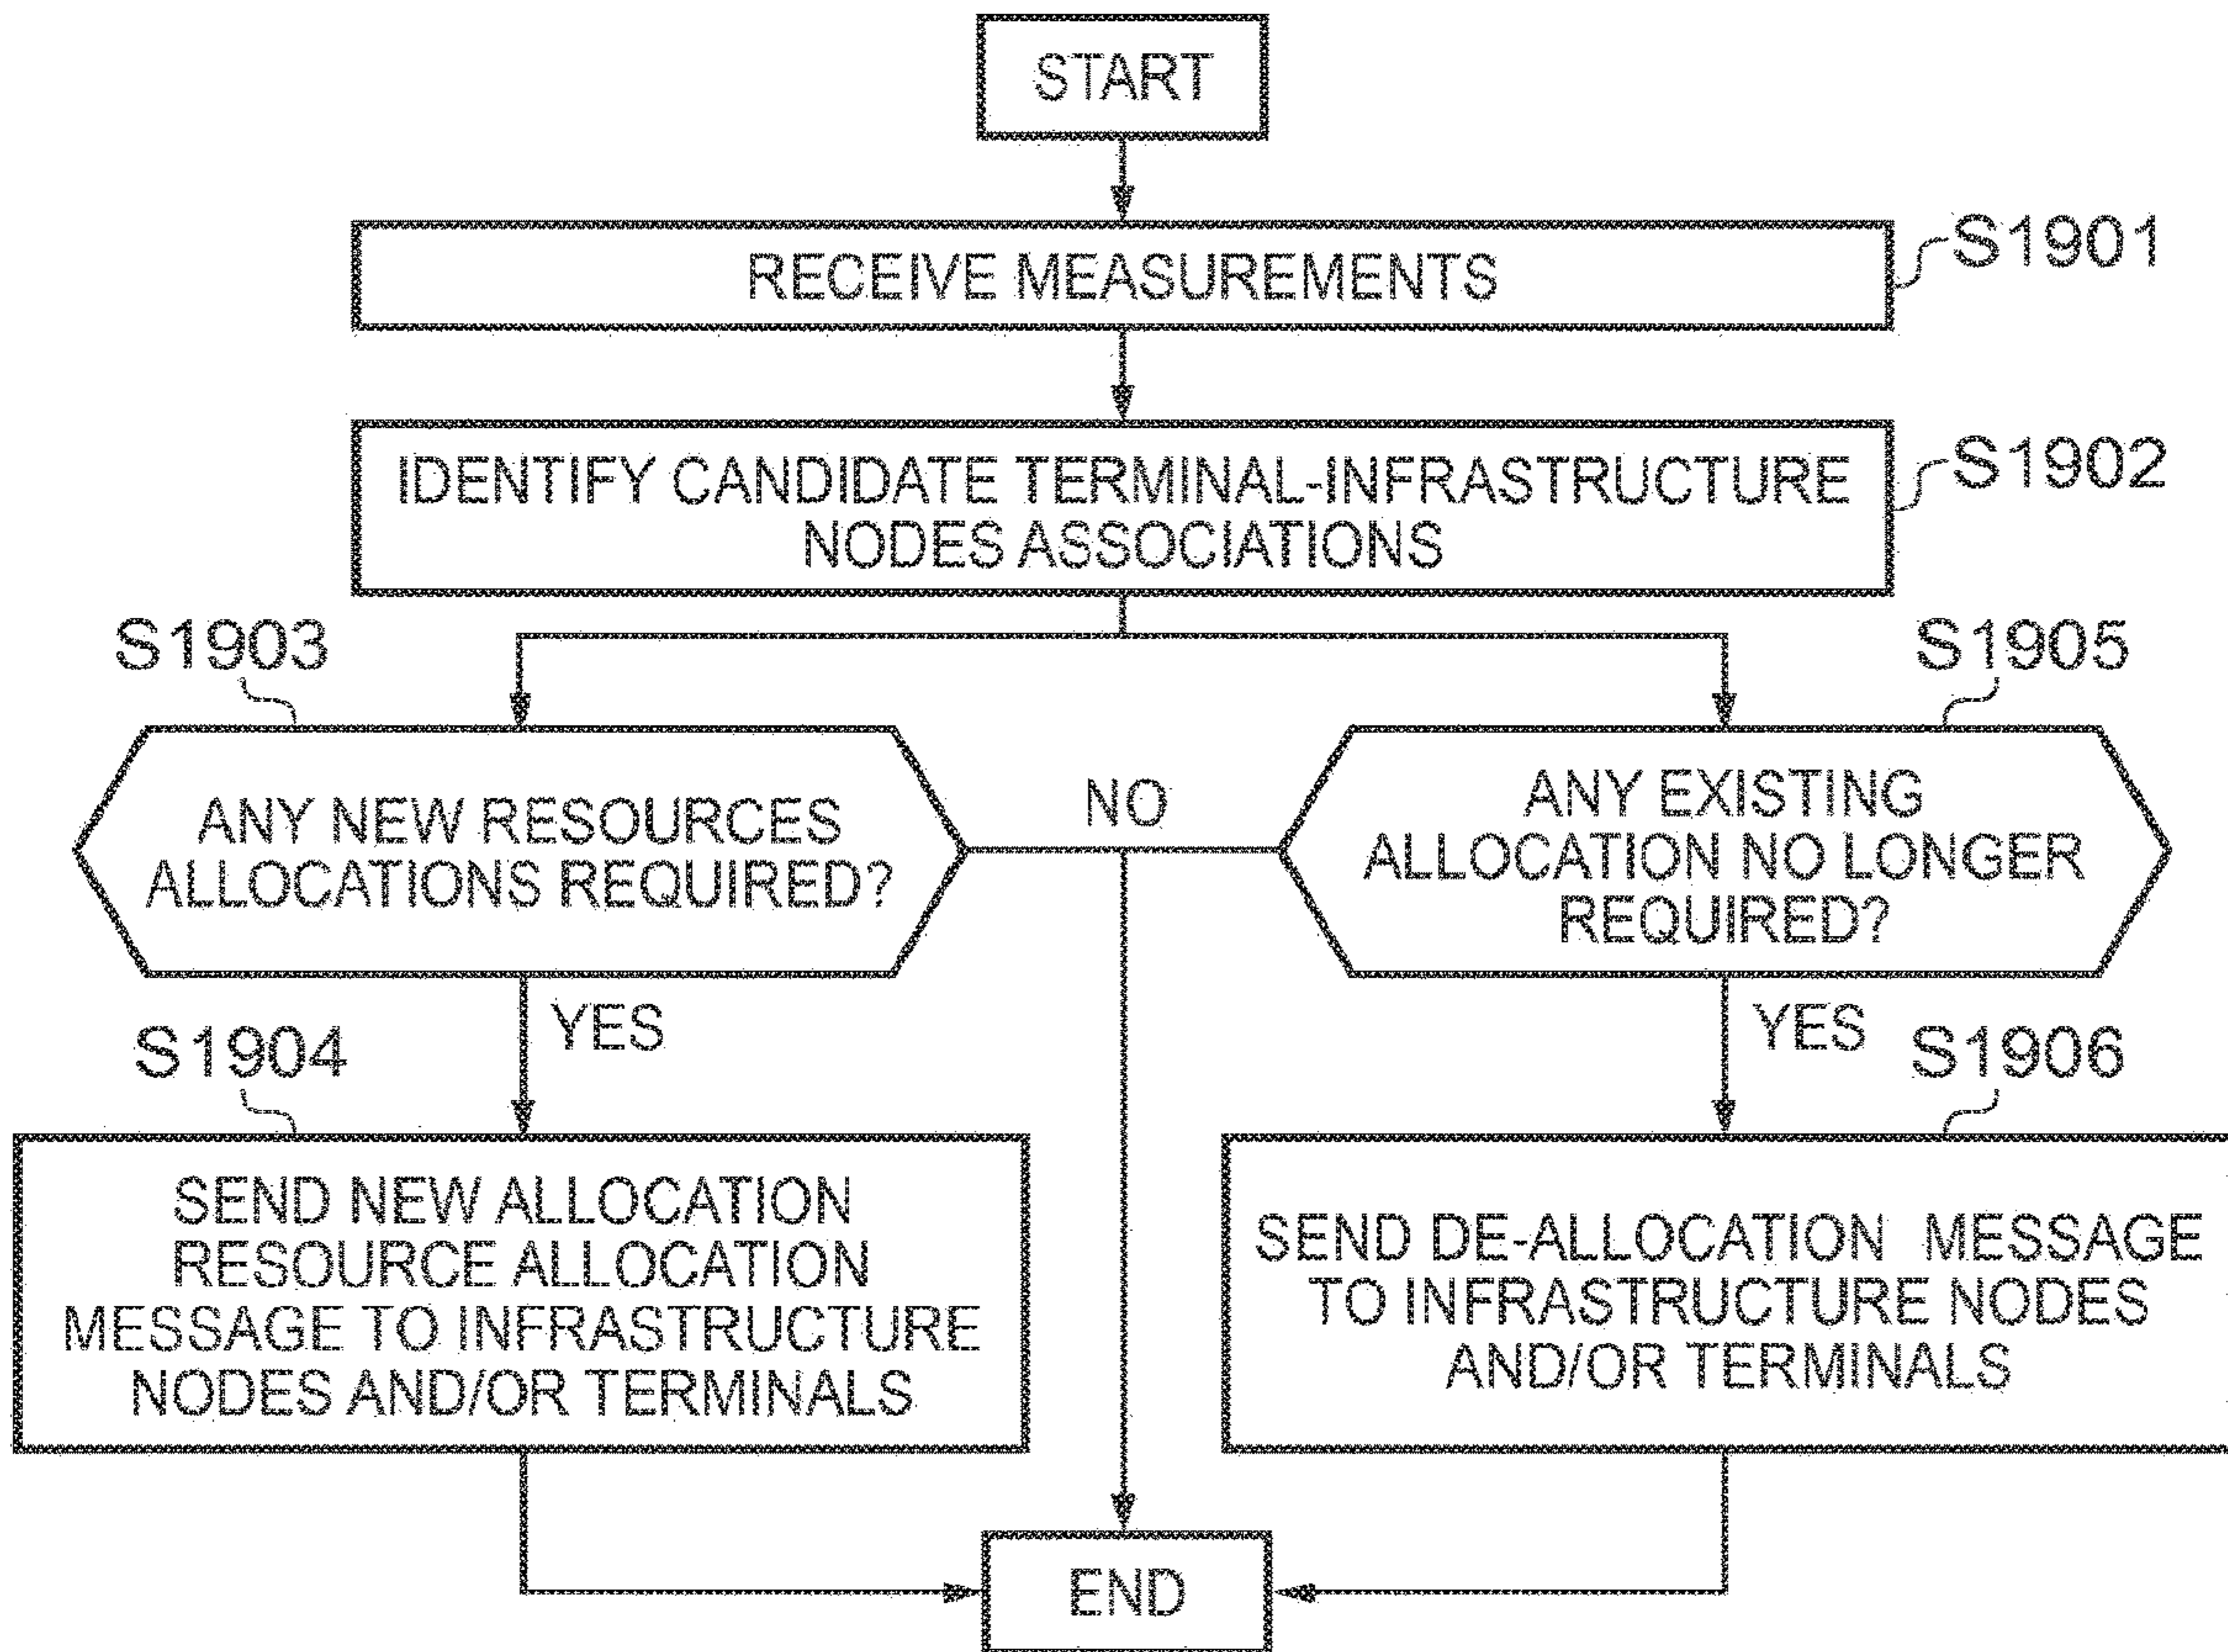 START
RECEIVE MEASUREMENTS
S1901
IDENTIFY CANDIDATE TERMINAL-INFRASTRUCTURE
NODES ASSOCIATIONS
S1902
S1903
ANY NEW RESOURCES
ALLOCATIONS REQUIRED?
NO
S1905
ANY EXISTING
ALLOCATION NO LONGER
REQUIRED?
YES
YES
S1904
SEND NEW ALLOCATION
RESOURCE ALLOCATION
MESSAGE TO INFRASTRUCTURE
NODES AND/OR TERMINALS
S1906
SEND DE-ALLOCATION MESSAGE
TO INFRASTRUCTURE NODES
AND/OR TERMINALS
END